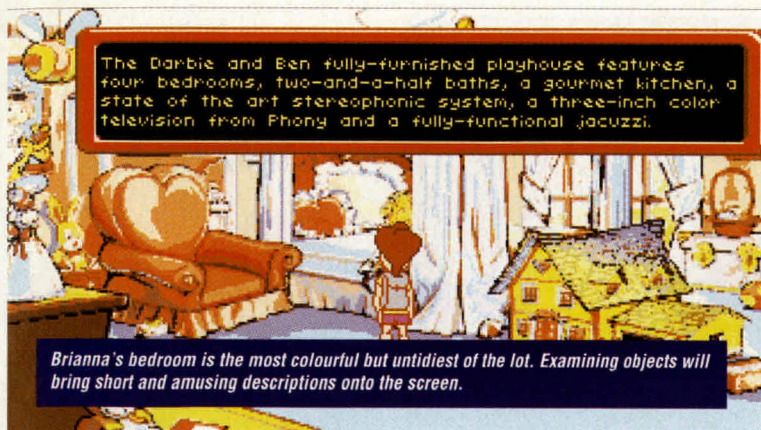 The Darbie and Ben fully-furnished playhouse features
four bedrooms, two-and-a-half baths, a gourmet kitchen, a
state of the art stereophonic system, a three-inch color
television from Phony and a fully-functional jacuzzi.
Brianna's bedroom is the most colourful but untidiest of the lot. Examining objects will
bring short and amusing descriptions onto the screen.